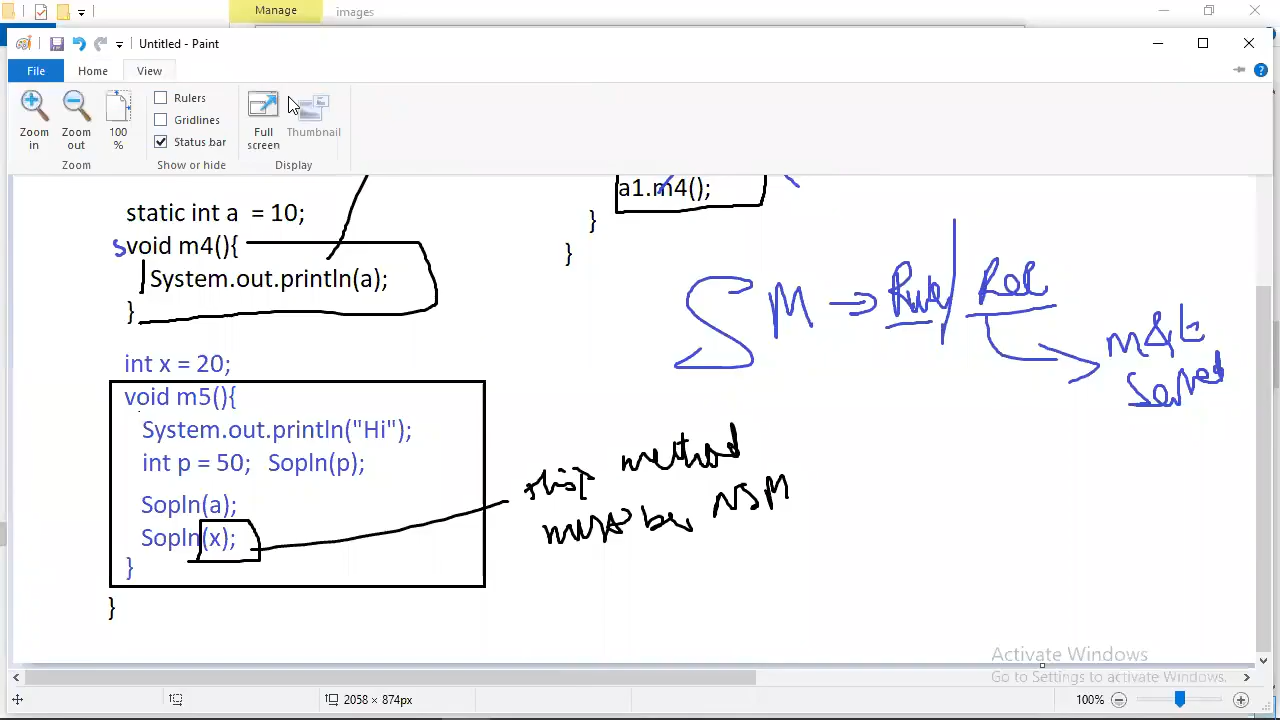 Manage
images
Untitled - Paint
File
Home
View
Zoom in
Zoom out
100 %
Rulers
Gridlines
Status bar
Full screen
Thumbnail
Zoom
Show or hide
Display
static int a = 10;
s void m4(){
System.out.println(a);
}
int x = 20;
void m5(){
System.out.println("Hi");
int p = 50; Sopln(p);
Sopln(a);
Sopln(x);
}
}
a1.m4();
}
}
SM → Rule / Rec
this method
must be NSM
Activate Windows
Go to Settings to activate Windows.
2058 × 874px
100%